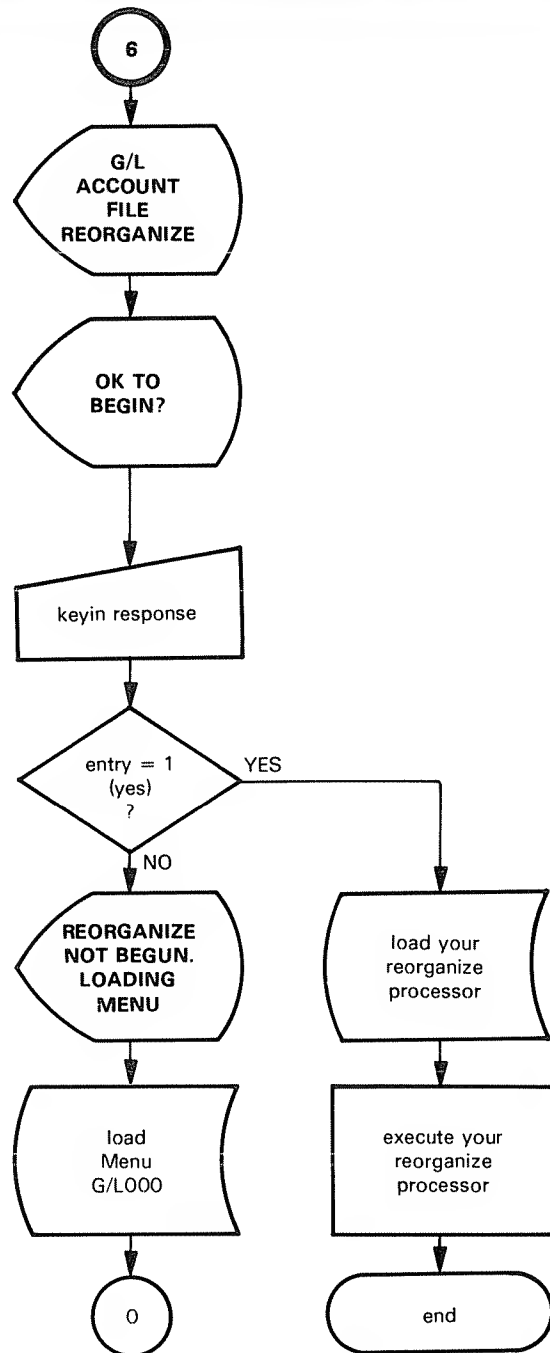 6
G/L
ACCOUNT
FILE
REORGANIZE
OK TO
BEGIN?
keyin response
entry = 1
(yes)
?
YES
NO
REORGANIZE
NOT BEGUN.
LOADING
MENU
load
Menu
G/L000
0
load your
reorganize
processor
execute your
reorganize
processor
end